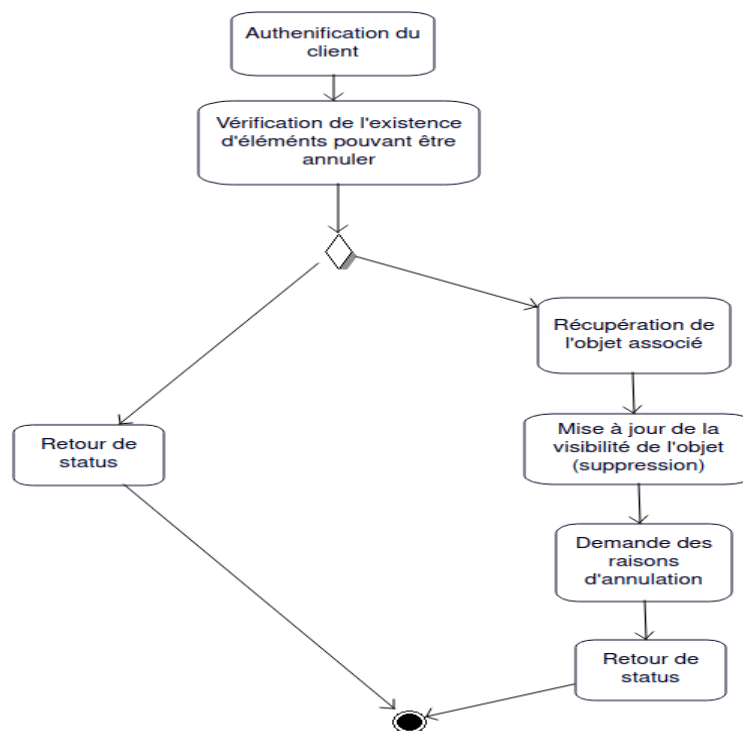 Authenification du
client
Vérification de l'existence
d'éléménts pouvant être
annuler
Récupération de
l'objet associé
Retour de
status
Mise à jour de la
visibilité de l'objet
(suppression)
Demande des
raisons
d'annulation
Retour de
status